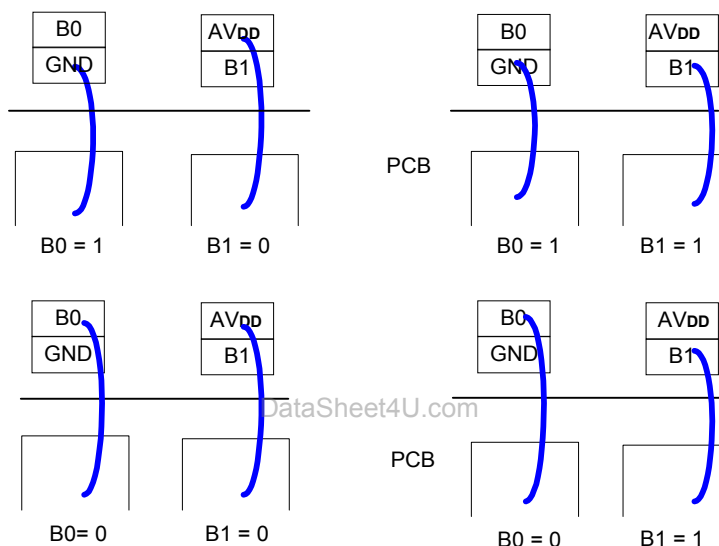 B0 AVDD B0 AVDD
GND B1 GND B1
PCB
B0 = 1 B1 = 0 B0 = 1 B1 = 1
B0 AVDD B0 AVDD
GND B1 GND B1
DataSheet4U.com
PCB
B0= 0 B1 = 0 B0 = 0 B1 = 1